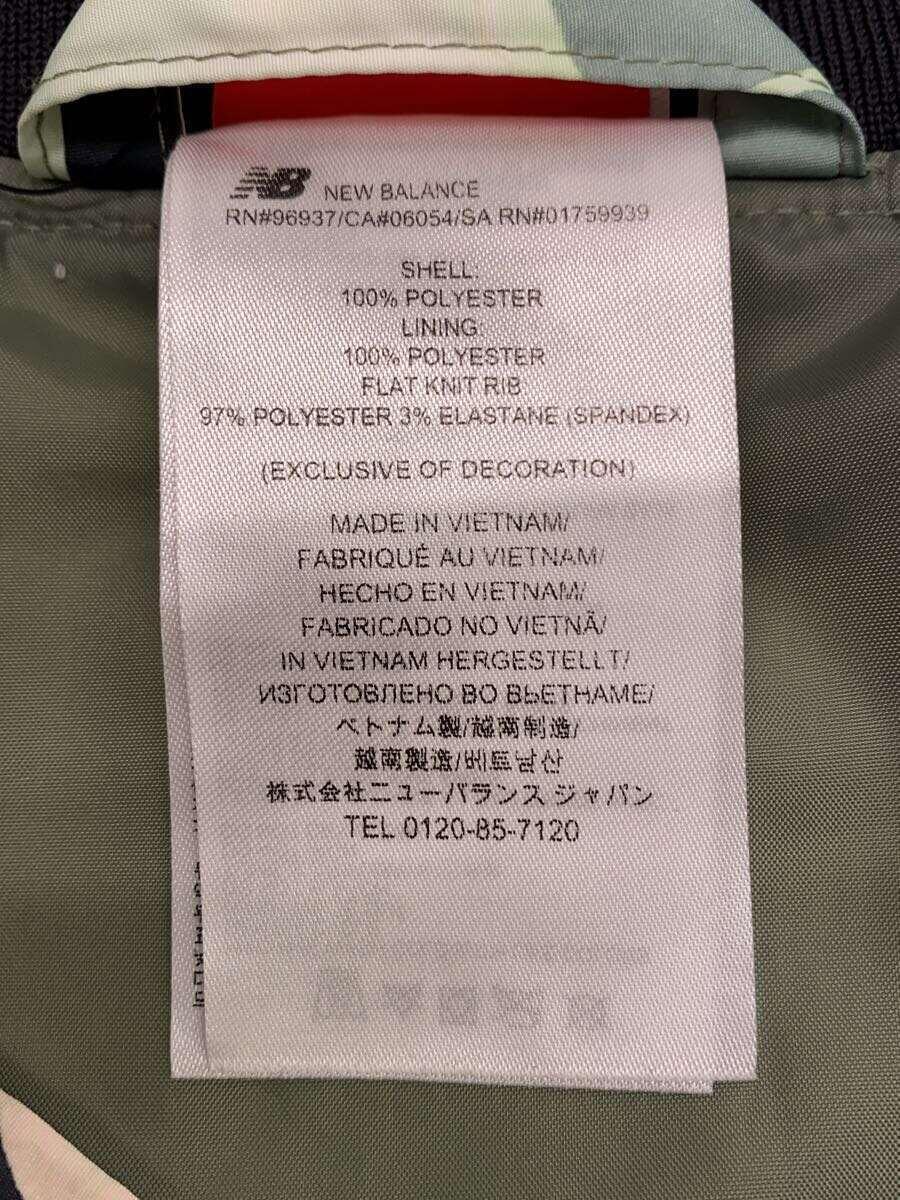 NB NEW BALANCE
RN#96937/CA#06054/SA RN#01759939
SHELL:
100% POLYESTER
LINING:
100% POLYESTER
FLAT KNIT RIB
97% POLYESTER 3% ELASTANE (SPANDEX)
(EXCLUSIVE OF DECORATION)
MADE IN VIETNAM/
FABRIQUÉ AU VIETNAM/
HECHO EN VIETNAM/
FABRICADO NO VIETNÃ/
IN VIETNAM HERGESTELLT/
ИЗГОТОВЛЕНО ВО ВЬЕТНАМЕ/
ベトナム製/越南制造/
越南製造/베트남산
株式会社ニューバランス ジャパン
TEL 0120-85-7120